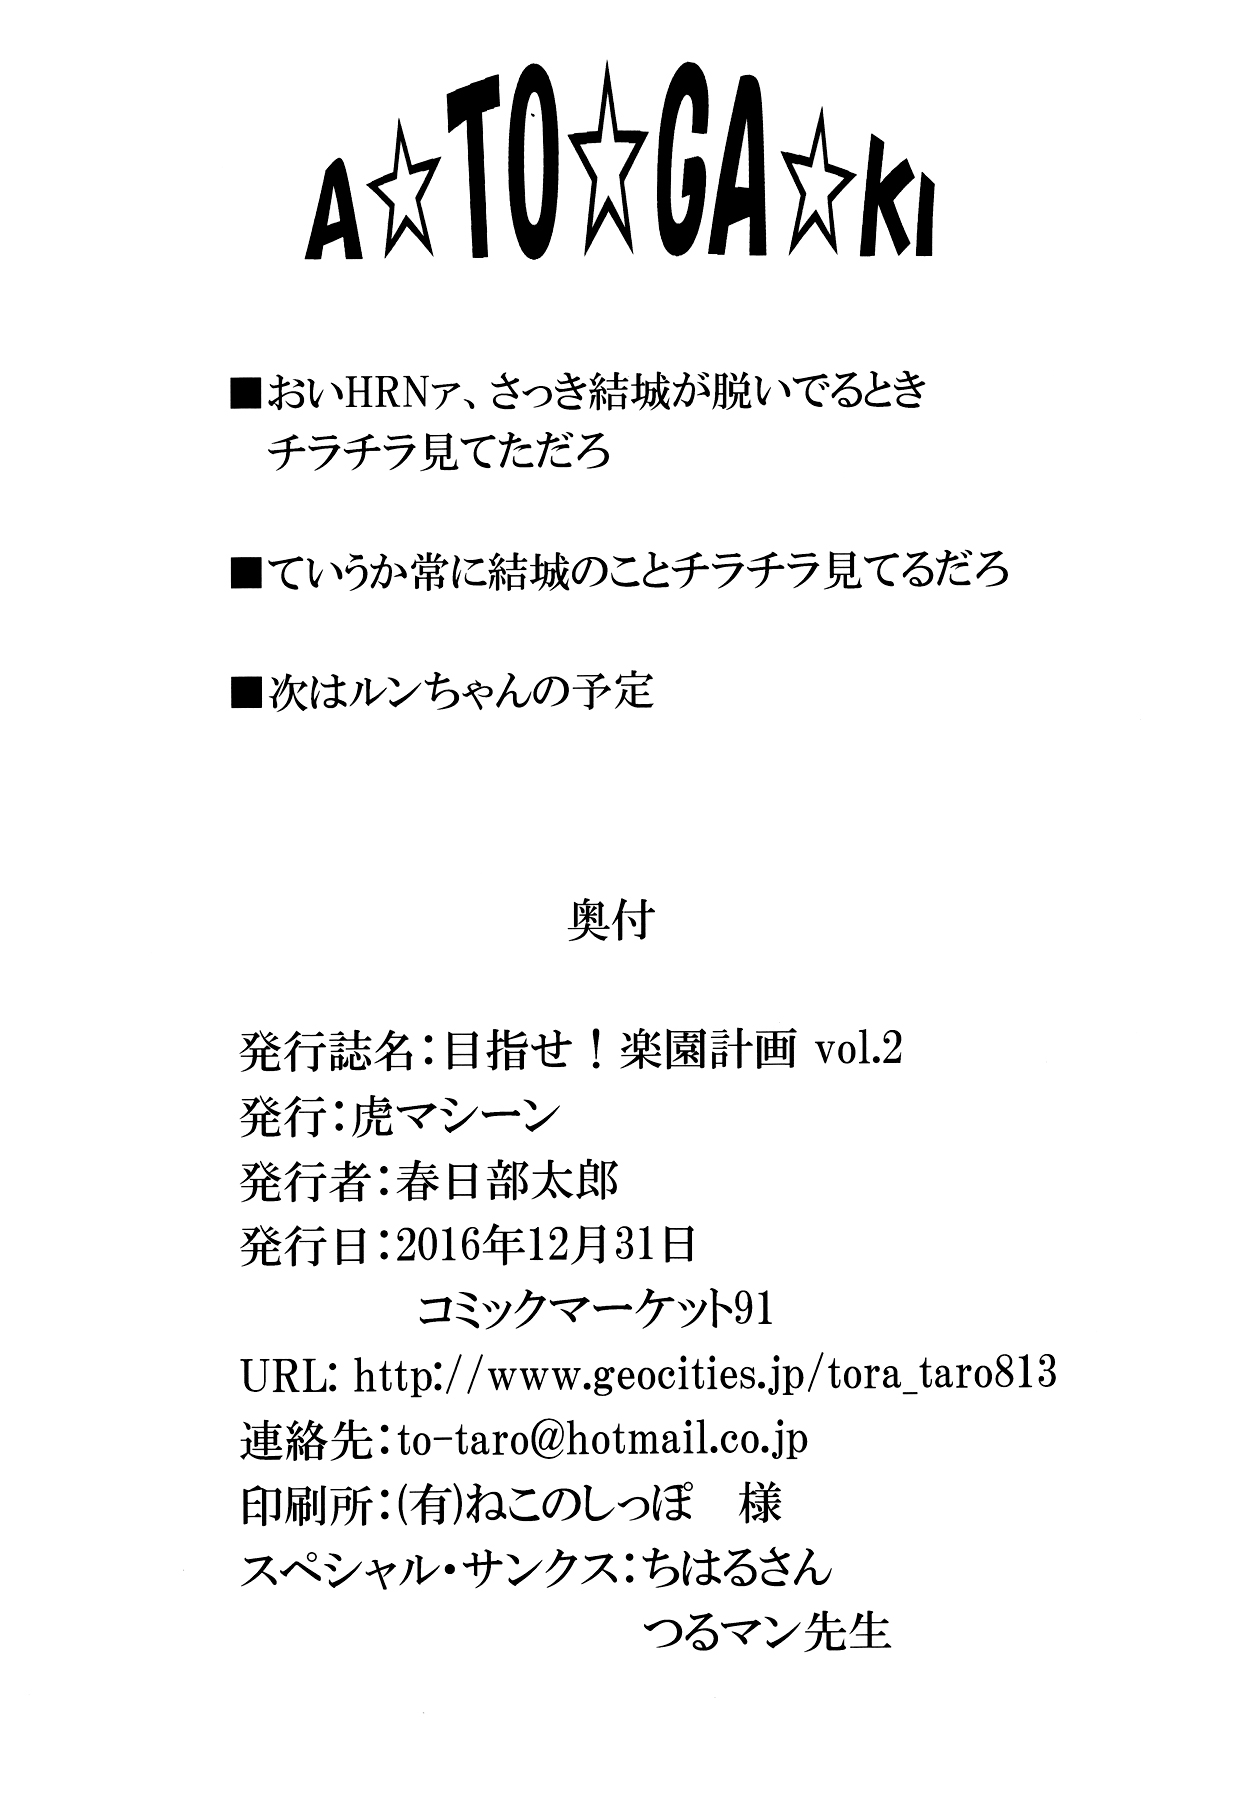 A☆TO☆GA☆KI
■おいHRNァ、さっき結城が脱いでるとき
チラチラ見てただろ
■ていうか常に結城のことチラチラ見てるだろ
■次はルンちゃんの予定
奥付
発行誌名：目指せ！楽園計画 vol.2
発行：虎マシーン
発行者：春日部太郎
発行日：2016年12月31日
コミックマーケット91
URL: http://www.geocities.jp/tora_taro813
連絡先：to-taro@hotmail.co.jp
印刷所：(有)ねこのしっぽ　様
スペシャル・サンクス：ちはるさん
つるマン先生